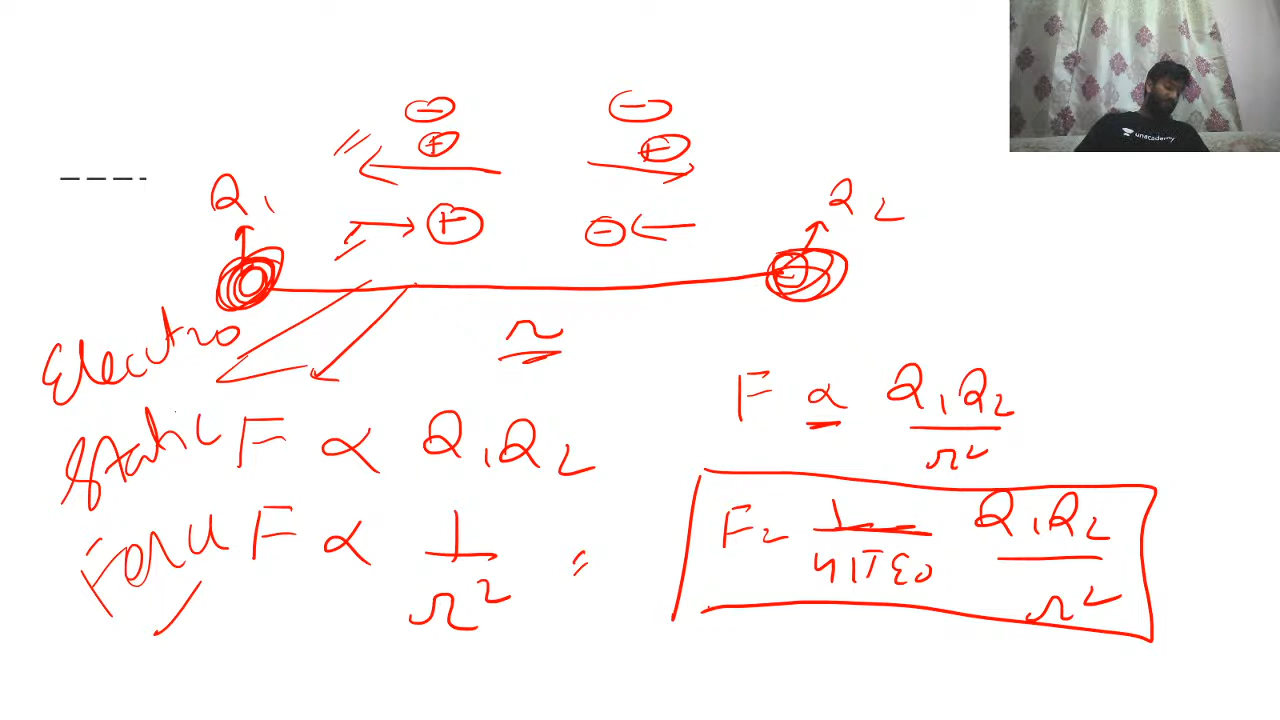 unacademy
⊖ ⊖
⊕ ⊕
Q1 Q2
⊕ ⊖
r
Electro
Static F ∝ Q1Q2
Force F ∝ 1/r²
F ∝ Q1Q2/r²
F = 1/4πε0 Q1Q2/r²